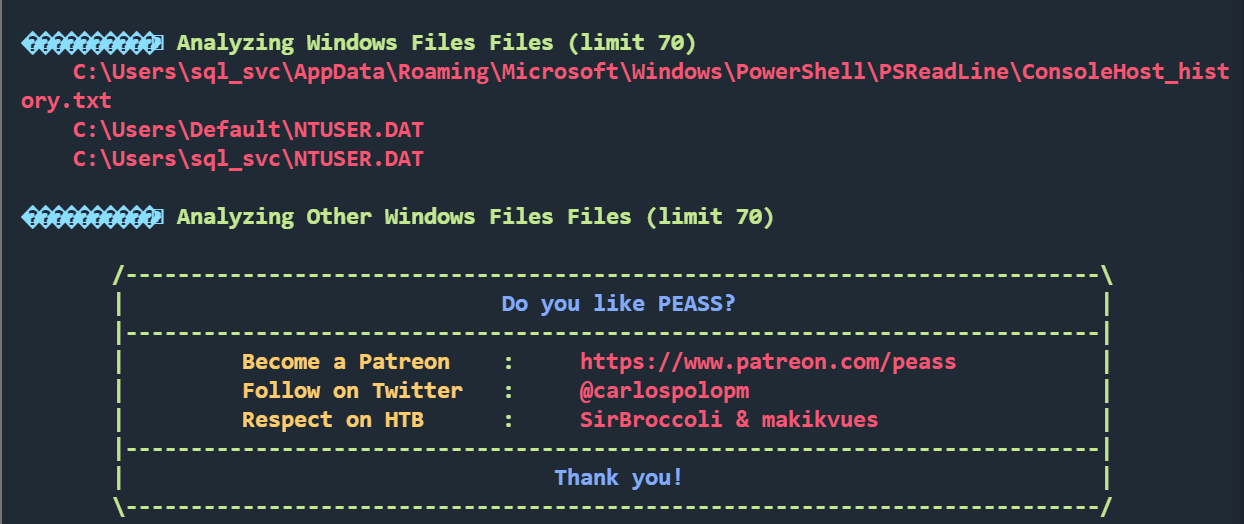 Analyzing Windows Files Files (limit 70)
C:\Users\sql_svc\AppData\Roaming\Microsoft\Windows\PowerShell\PSReadLine\ConsoleHost_hist
ory.txt
C:\Users\Default\NTUSER.DAT
C:\Users\sql_svc\NTUSER.DAT
Analyzing Other Windows Files Files (limit 70)
/---------------------------------------------------------------------------\
| Do you like PEASS? |
|---------------------------------------------------------------------------|
| Become a Patreon : https://www.patreon.com/peass |
| Follow on Twitter : @carlospolopm |
| Respect on HTB : SirBroccoli & makikvues |
|---------------------------------------------------------------------------|
| Thank you! |
\---------------------------------------------------------------------------/